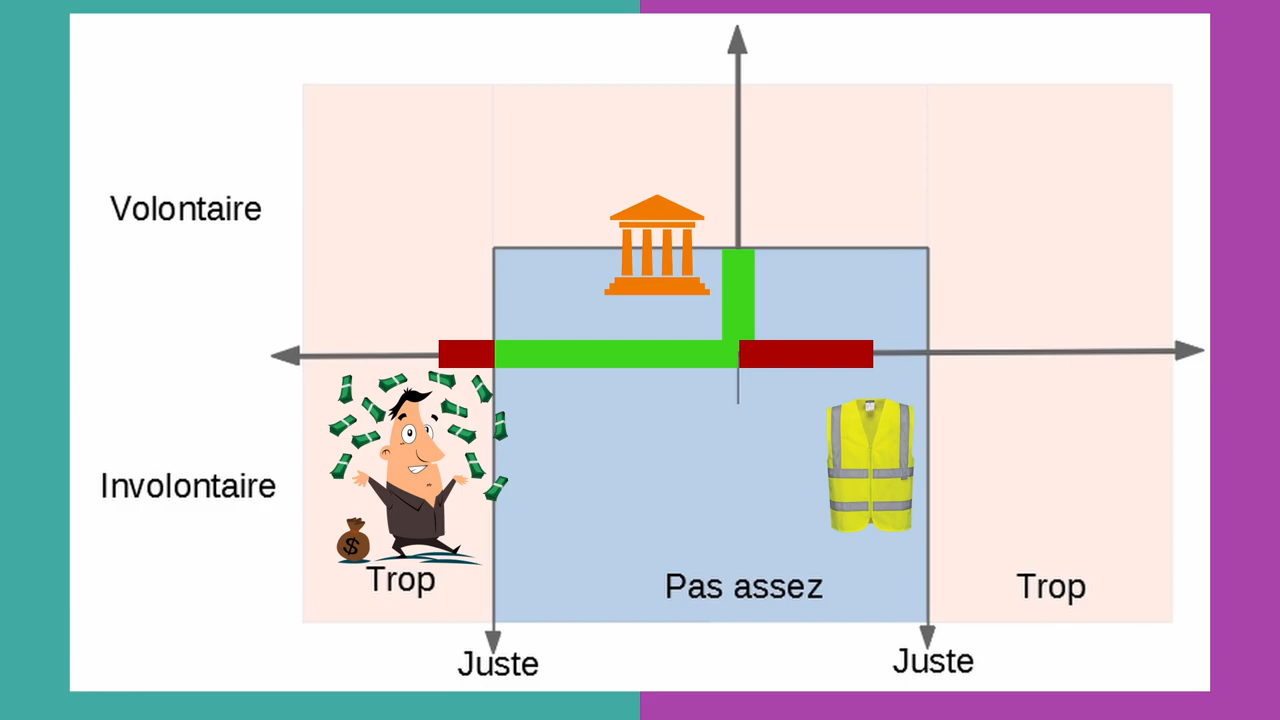 Volontaire
Involontaire
$
Trop
Pas assez
Trop
Juste
Juste